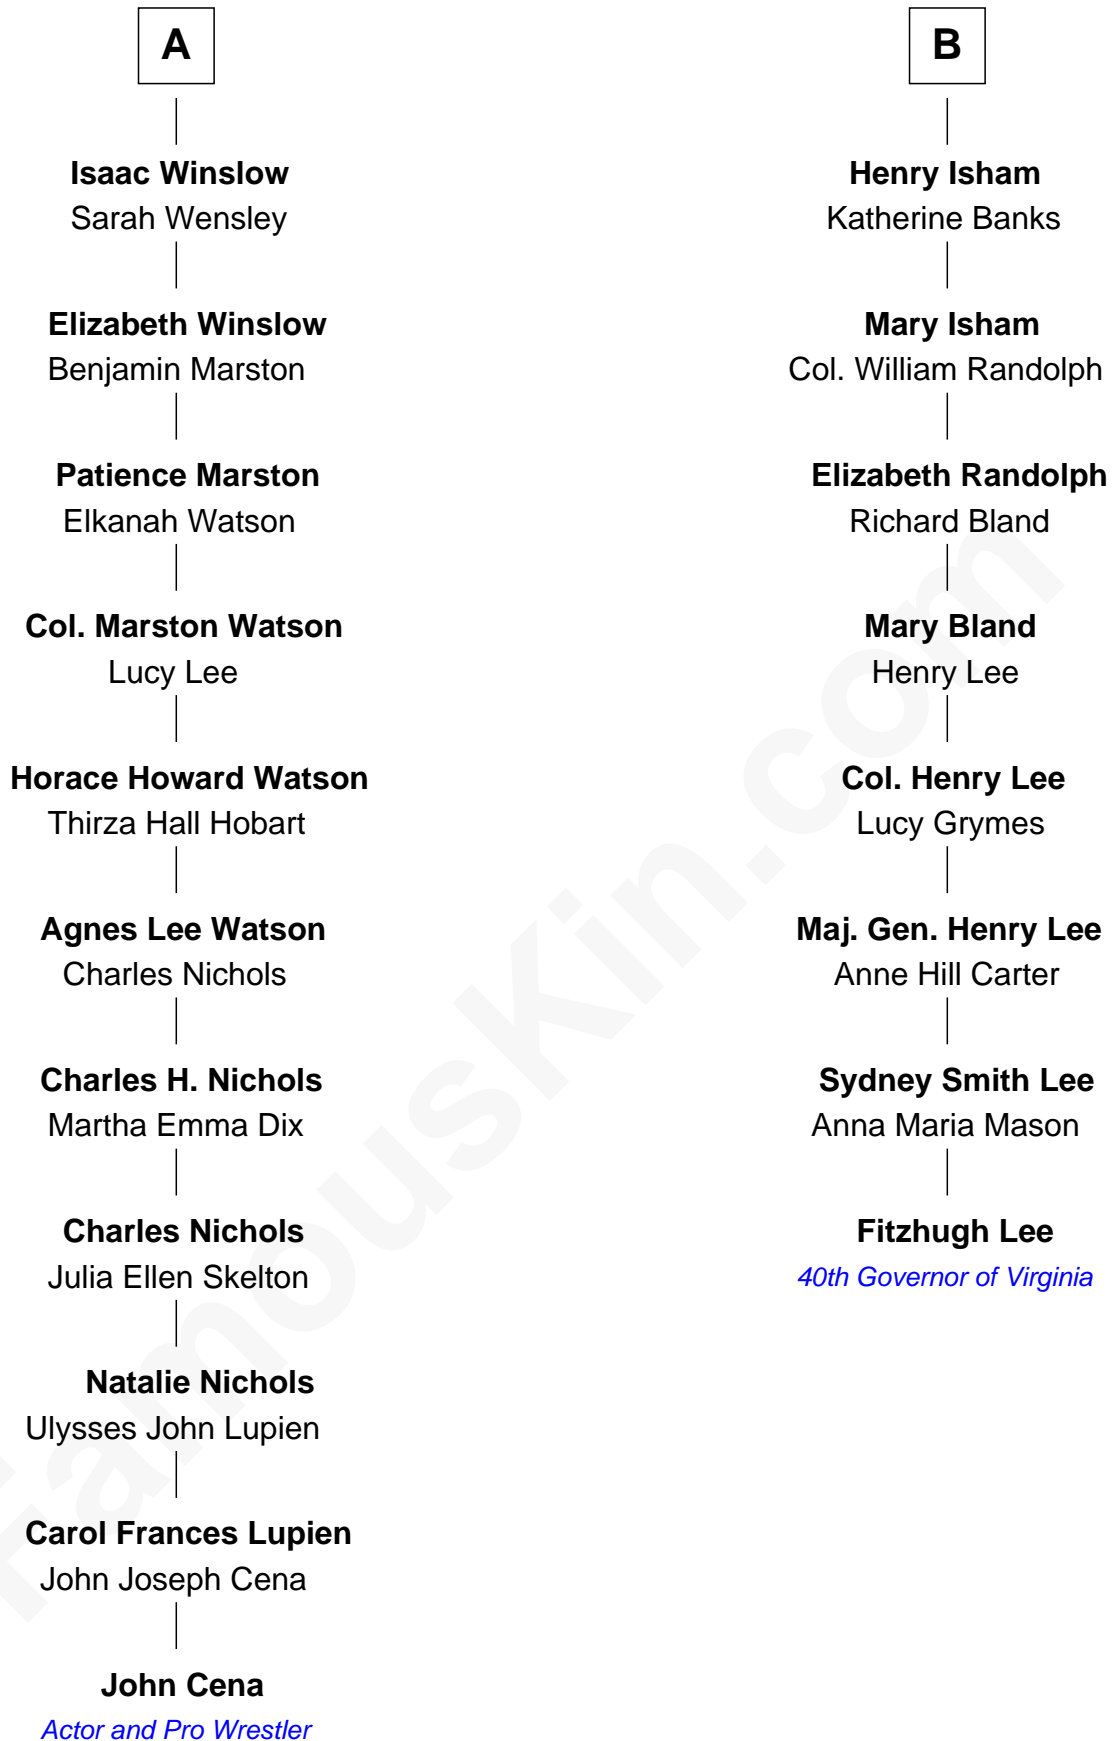 A
Isaac Winslow
Sarah Wensley
Elizabeth Winslow
Benjamin Marston
Patience Marston
Elkanah Watson
Col. Marston Watson
Lucy Lee
Horace Howard Watson
Thirza Hall Hobart
Agnes Lee Watson
Charles Nichols
Charles H. Nichols
Martha Emma Dix
Charles Nichols
Julia Ellen Skelton
Natalie Nichols
Ulysses John Lupien
Carol Frances Lupien
John Joseph Cena
John Cena
Actor and Pro Wrestler
B
Henry Isham
Katherine Banks
Mary Isham
Col. William Randolph
Elizabeth Randolph
Richard Bland
Mary Bland
Henry Lee
Col. Henry Lee
Lucy Grymes
Maj. Gen. Henry Lee
Anne Hill Carter
Sydney Smith Lee
Anna Maria Mason
Fitzhugh Lee
40th Governor of Virginia
FamousKin.com